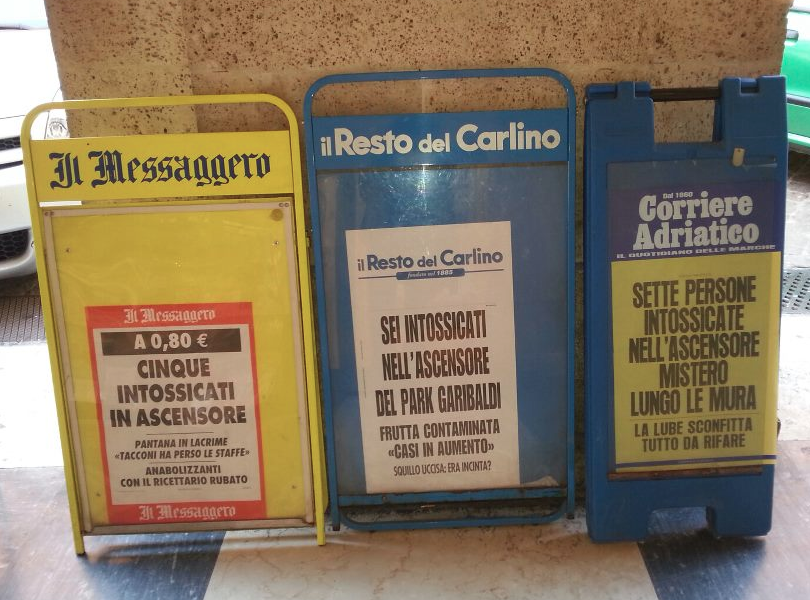 Il Messaggero
Il Messaggero
A 0,80 €
CINQUE
INTOSSICATI
IN ASCENSORE
PANTANA IN LACRIME
«TACCONI HA PERSO LE STAFFE»
ANABOLIZZANTI
CON IL RICETTARIO RUBATO
Il Messaggero
il Resto del Carlino
il Resto del Carlino
fondato nel 1885
SEI INTOSSICATI
NELL'ASCENSORE
DEL PARK GARIBALDI
FRUTTA CONTAMINATA
«CASI IN AUMENTO»
SQUILLO UCCISA: ERA INCINTA?
Dal 1860
Corriere
Adriatico
IL QUOTIDIANO DELLE MARCHE
SETTE PERSONE
INTOSSICATE
NELL'ASCENSORE
MISTERO
LUNGO LE MURA
LA LUBE SCONFITTA
TUTTO DA RIFARE